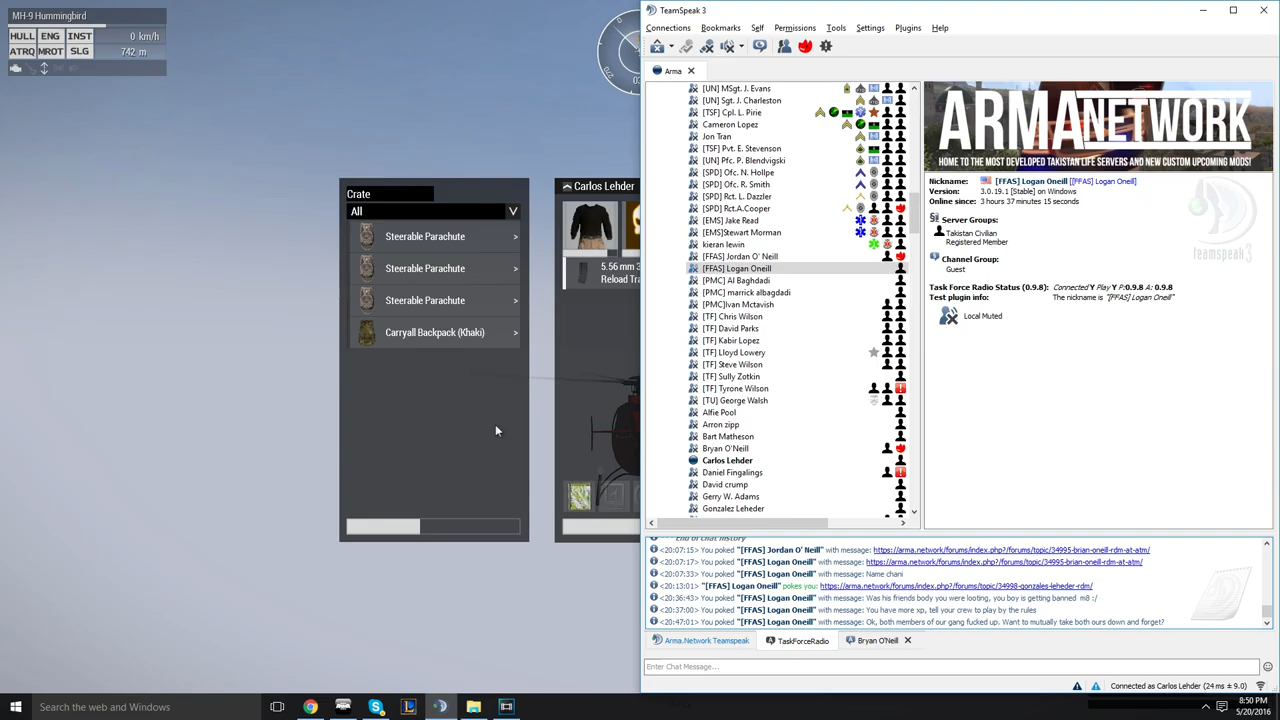 MH-9 Hummingbird
HULL ENG INST 0 km/h
ATRQ MROT SLG 742 m
Crate
All
Steerable Parachute >
Steerable Parachute >
Steerable Parachute >
Carryall Backpack (Khaki) >
Carlos Lehder
5.56 mm 3
Reload Tra
TeamSpeak 3
Connections Bookmarks Self Permissions Tools Settings Plugins Help
Arma
[UN] MSgt. J. Evans
[UN] Sgt. J. Charleston
[TSF] Cpl. L. Pirie
Cameron Lopez
Jon Tran
[TSF] Pvt. E. Stevenson
[UN] Pfc. P. Blendvigski
[SPD] Ofc. N. Hollpe
[SPD] Ofc. R. Smith
[SPD] Rct. L. Dazzler
[SPD] Rct.A.Cooper
[EMS] Jake Read
[EMS]Stewart Morman
kieran lewin
[FFAS] Jordan O' Neill
[FFAS] Logan Oneill
[PMC] Al Baghdadi
[PMC] marrick albagdadi
[PMC]Ivan Mctavish
[TF] Chris Wilson
[TF] David Parks
[TF] Kabir Lopez
[TF] Lloyd Lowery
[TF] Steve Wilson
[TF] Sully Zotkin
[TF] Tyrone Wilson
[TU] George Walsh
Alfie Pool
Arron zipp
Bart Matheson
Bryan O'Neill
Carlos Lehder
Daniel Fingalings
David crump
Gerry W. Adams
Gonzalez Leheder
ARMANETWORK
HOME TO THE MOST DEVELOPED TAKISTAN LIFE SERVERS AND NEW CUSTOM UPCOMING MODS!
Nickname: [FFAS] Logan Oneill [[FFAS] Logan Oneill]
Version: 3.0.19.1 [Stable] on Windows
Online since: 3 hours 37 minutes 15 seconds
Server Groups:
Takistan Civilian
Registered Member
Channel Group:
Guest
Task Force Radio Status (0.9.8) : Connected Y Play Y P:0.9.8 A: 0.9.8
Test plugin info: The nickname is "[FFAS] Logan Oneill"
Local Muted
teamspeak3
*** End of chat history
<20:07:15> You poked "[FFAS] Jordan O' Neill" with message: https://arma.network/forums/index.php?/forums/topic/34995-brian-oneill-rdm-at-atm/
<20:07:17> You poked "[FFAS] Logan Oneill" with message: https://arma.network/forums/index.php?/forums/topic/34995-brian-oneill-rdm-at-atm/
<20:07:33> You poked "[FFAS] Logan Oneill" with message: Name chani
<20:13:01> "[FFAS] Logan Oneill" pokes you: https://arma.network/forums/index.php?/forums/topic/34998-gonzales-leheder-rdm/
<20:36:43> You poked "[FFAS] Logan Oneill" with message: Was his friends body you were looting, you boy is getting banned m8 :/
<20:37:00> You poked "[FFAS] Logan Oneill" with message: You have more xp, tell your crew to play by the rules
<20:47:01> You poked "[FFAS] Logan Oneill" with message: Ok, both members of our gang fucked up. Want to mutually take both ours down and forget?
Arma.Network Teamspeak TaskForceRadio Bryan O'Neill
Enter Chat Message...
Connected as Carlos Lehder (24 ms ± 9.0)
Search the web and Windows
8:50 PM
5/20/2016